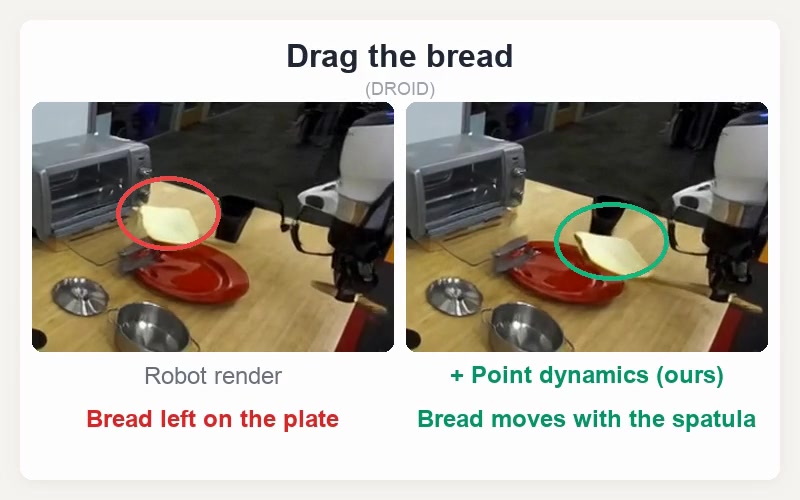 Drag the bread
(DROID)
Robot render
+ Point dynamics (ours)
Bread left on the plate
Bread moves with the spatula